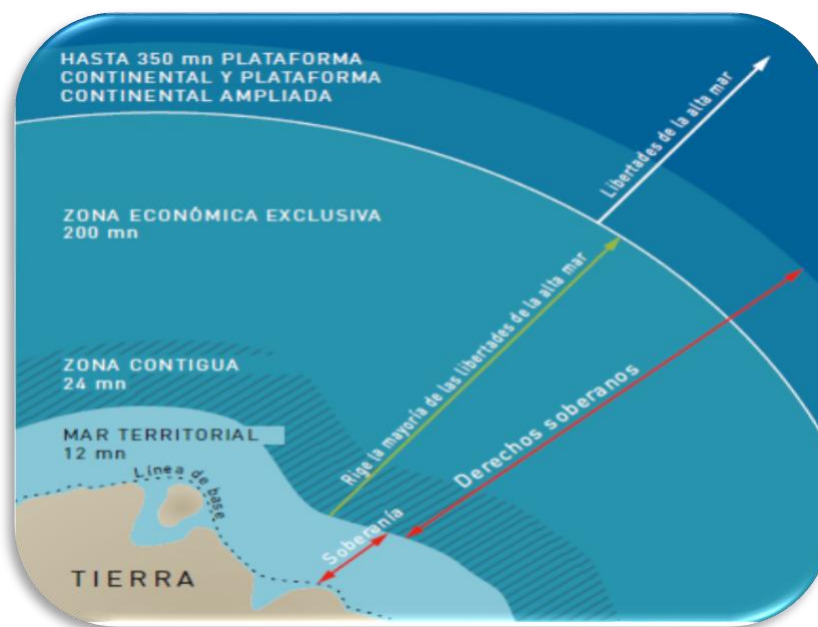 HASTA 350 mn PLATAFORMA
CONTINENTAL Y PLATAFORMA
CONTINENTAL AMPLIADA
Libertades de la alta mar
ZONA ECONÓMICA EXCLUSIVA
200 mn
Rige la mayoría de las libertades de la alta mar
Derechos soberanos
ZONA CONTIGUA
24 mn
MAR TERRITORIAL
12 mn
Línea de base
Soberanía
TIERRA